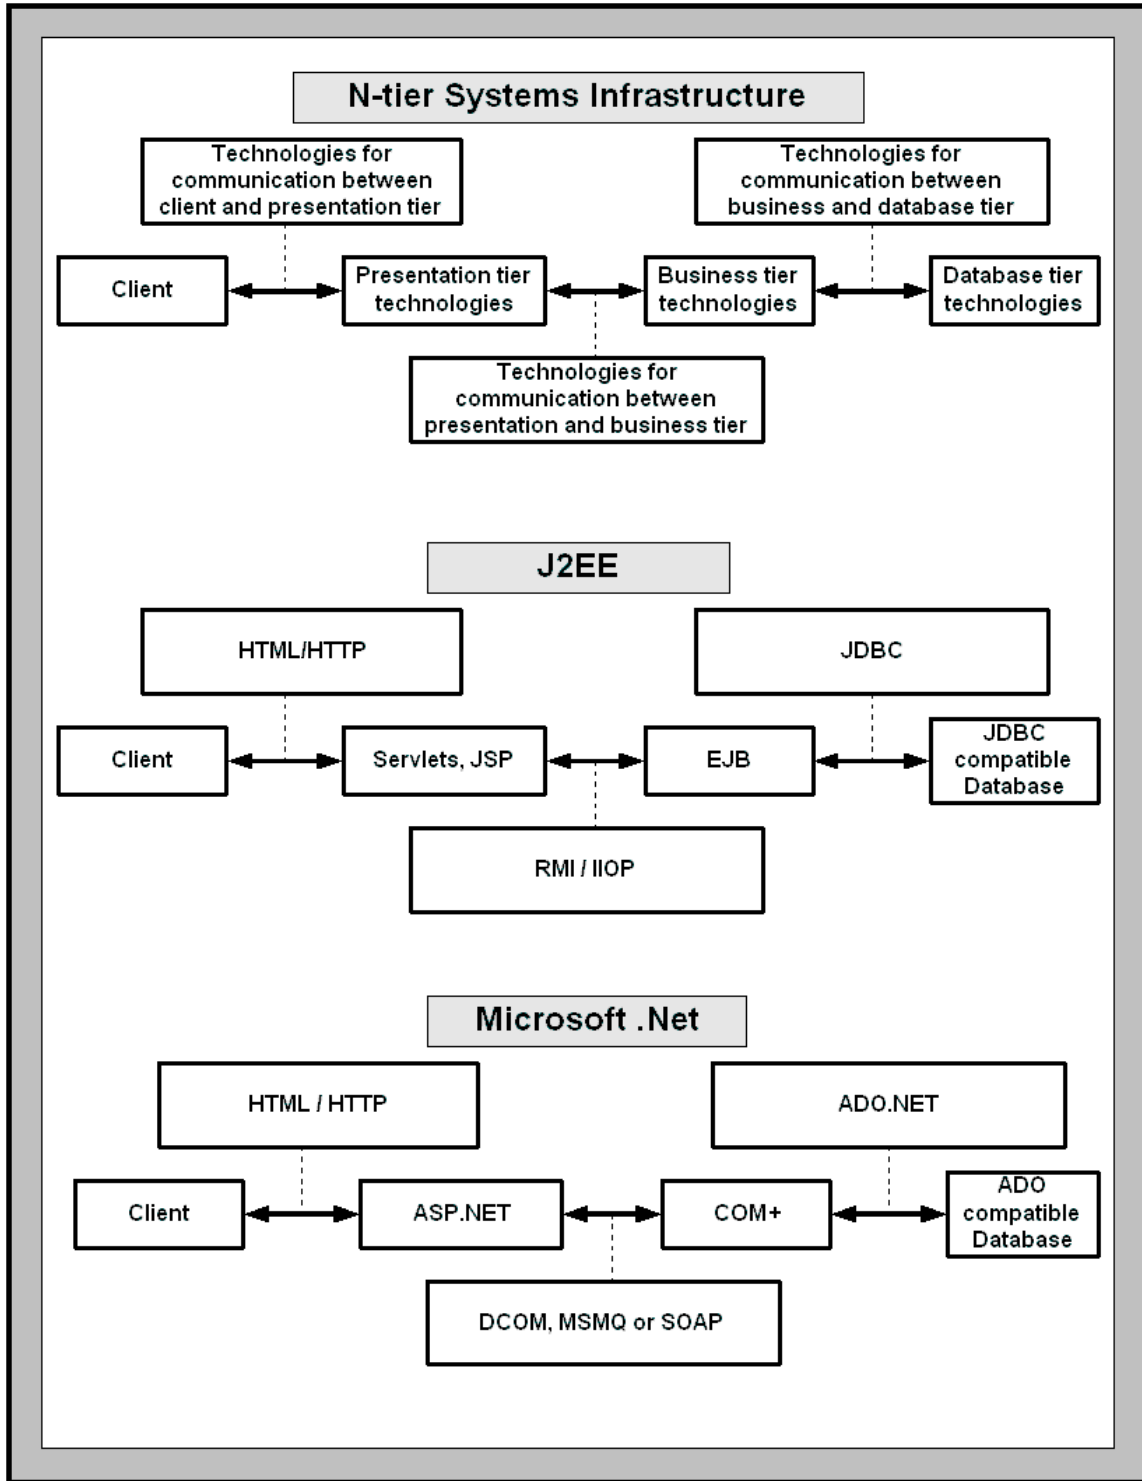 N-tier Systems Infrastructure
Technologies for
communication between
client and presentation tier
Technologies for
communication between
business and database tier
Client
Presentation tier
technologies
Business tier
technologies
Database tier
technologies
Technologies for
communication between
presentation and business tier
J2EE
HTML/HTTP
JDBC
Client
Servlets, JSP
EJB
JDBC
compatible
Database
RMI / IIOP
Microsoft .Net
HTML / HTTP
ADO.NET
Client
ASP.NET
COM+
ADO
compatible
Database
DCOM, MSMQ or SOAP